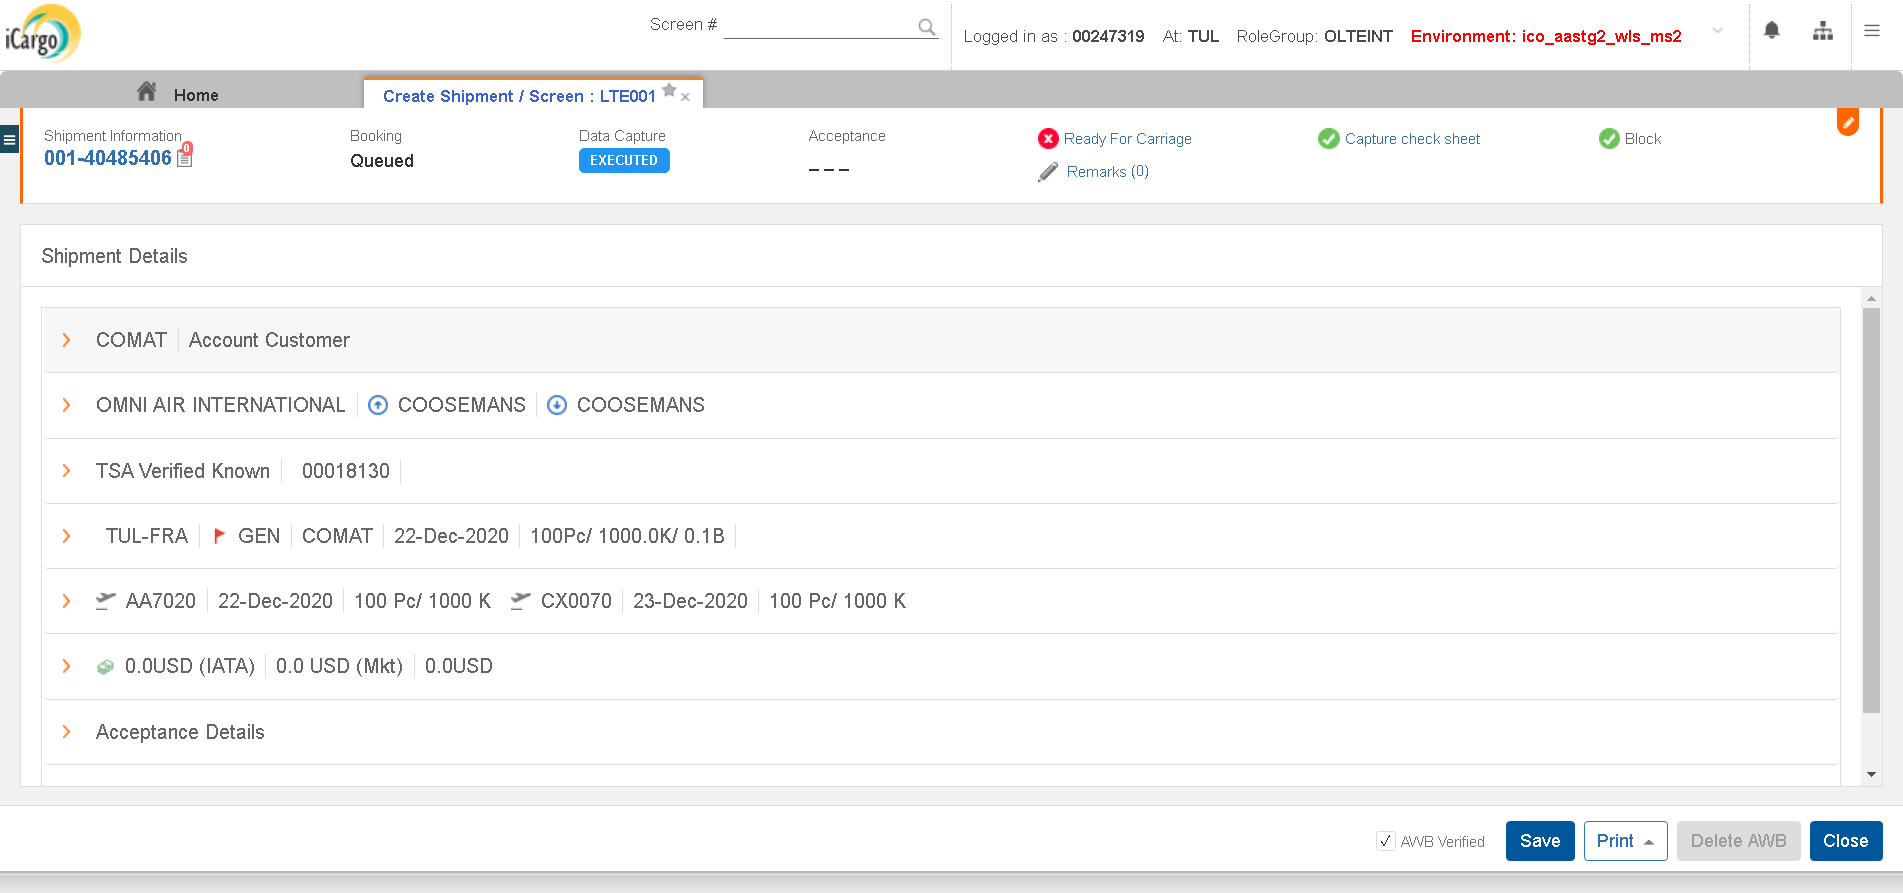 iCargo
Screen #
Logged in as : 00247319 At: TUL RoleGroup: OLTEINT Environment: ico_aastg2_wls_ms2
Home
Create Shipment / Screen : LTE001
Shipment Information
001-40485406
0
Booking
Queued
Data Capture
EXECUTED
Acceptance
---
Ready For Carriage
Remarks (0)
Capture check sheet
Block
Shipment Details
COMAT Account Customer
OMNI AIR INTERNATIONAL COOSEMANS COOSEMANS
TSA Verified Known 00018130
TUL-FRA GEN COMAT 22-Dec-2020 100Pc/ 1000.0K/ 0.1B
AA7020 22-Dec-2020 100 Pc/ 1000 K CX0070 23-Dec-2020 100 Pc/ 1000 K
0.0USD (IATA) 0.0 USD (Mkt) 0.0USD
Acceptance Details
AWB Verified
Save
Print
Delete AWB
Close